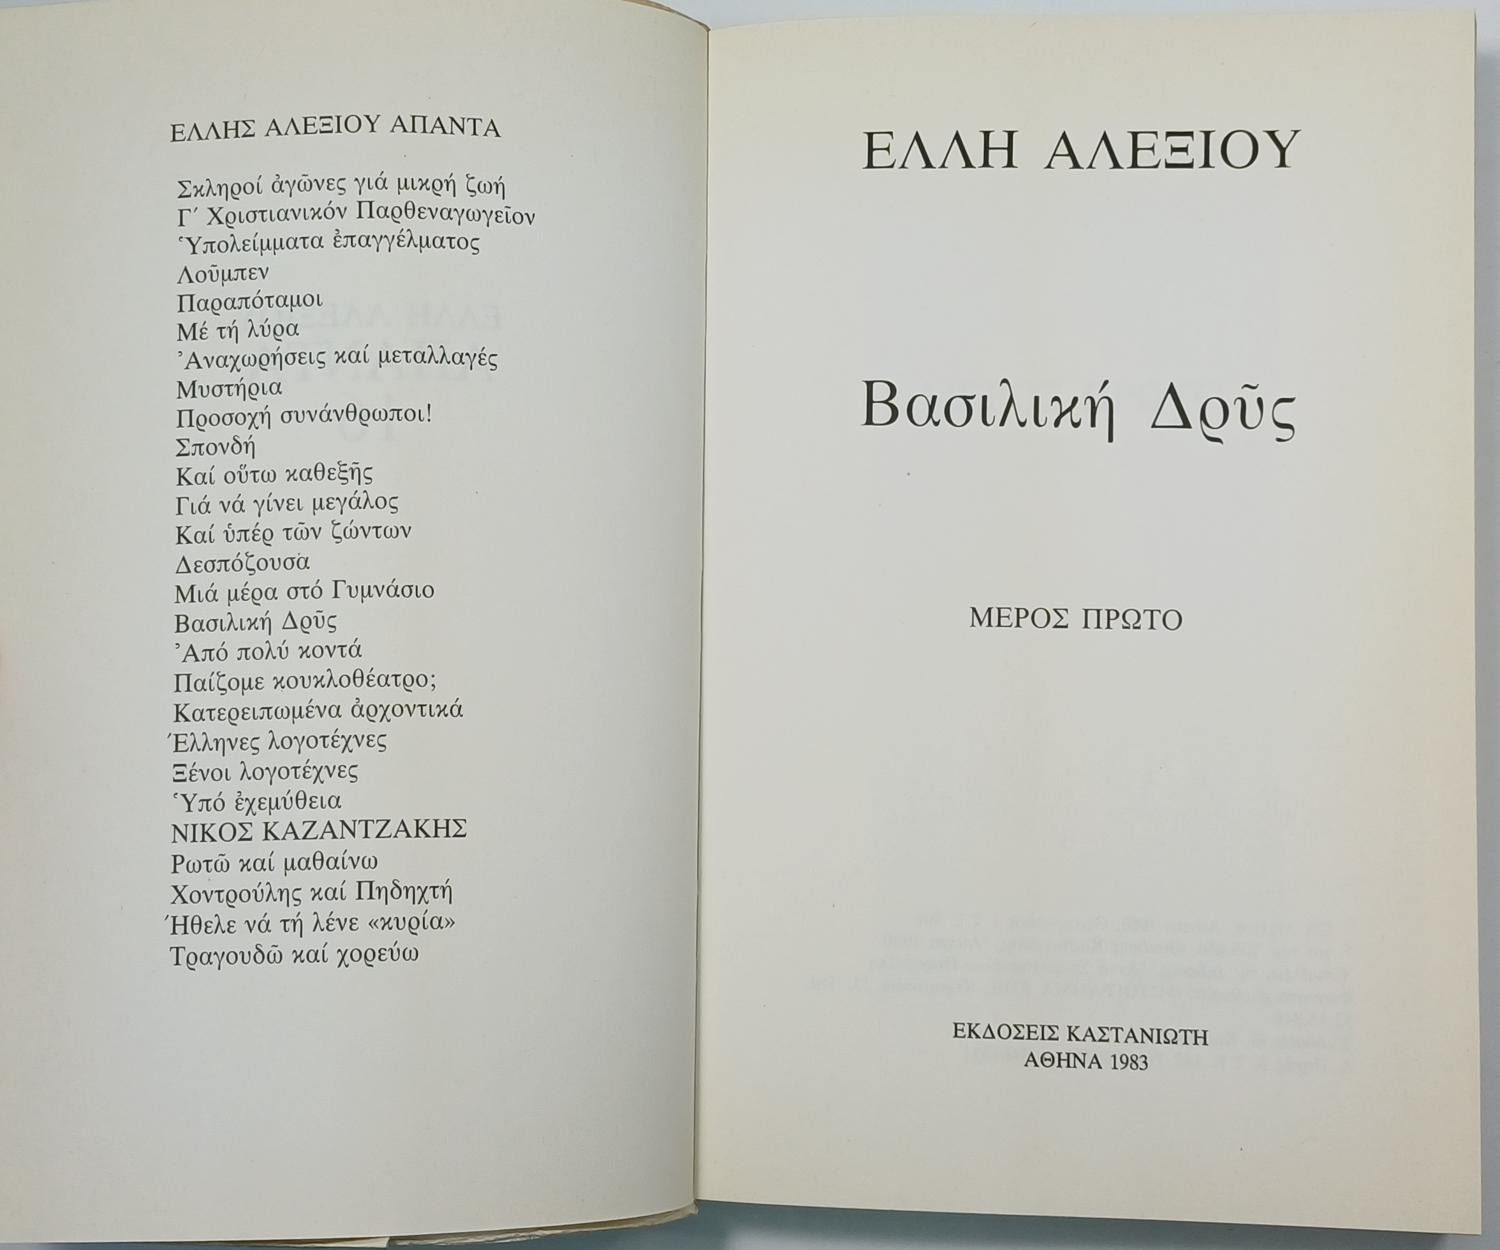 ΕΛΛΗΣ ΑΛΕΞΙΟΥ ΑΠΑΝΤΑ
Σκληροί ἀγῶνες γιά μικρή ζωή
Γ΄ Χριστιανικόν Παρθεναγωγεῖον
Ὑπολείμματα ἐπαγγέλματος
Λοῦμπεν
Παραπόταμοι
Μέ τή λύρα
Ἀναχωρήσεις καί μεταλλαγές
Μυστήρια
Προσοχή συνάνθρωποι!
Σπονδή
Καί οὕτω καθεξῆς
Γιά νά γίνει μεγάλος
Καί ὑπέρ τῶν ζώντων
Δεσπόζουσα
Μιά μέρα στό Γυμνάσιο
Βασιλική Δρῦς
Ἀπό πολύ κοντά
Παίζομε κουκλοθέατρο;
Κατερειπωμένα ἀρχοντικά
Ἕλληνες λογοτέχνες
Ξένοι λογοτέχνες
Ὑπό ἐχεμύθεια
ΝΙΚΟΣ ΚΑΖΑΝΤΖΑΚΗΣ
Ρωτῶ καί μαθαίνω
Χοντρούλης καί Πηδηχτή
Ἤθελε νά τή λένε «κυρία»
Τραγουδῶ καί χορεύω
ΕΛΛΗ ΑΛΕΞΙΟΥ
Βασιλική Δρῦς
ΜΕΡΟΣ ΠΡΩΤΟ
ΕΚΔΟΣΕΙΣ ΚΑΣΤΑΝΙΩΤΗ
ΑΘΗΝΑ 1983